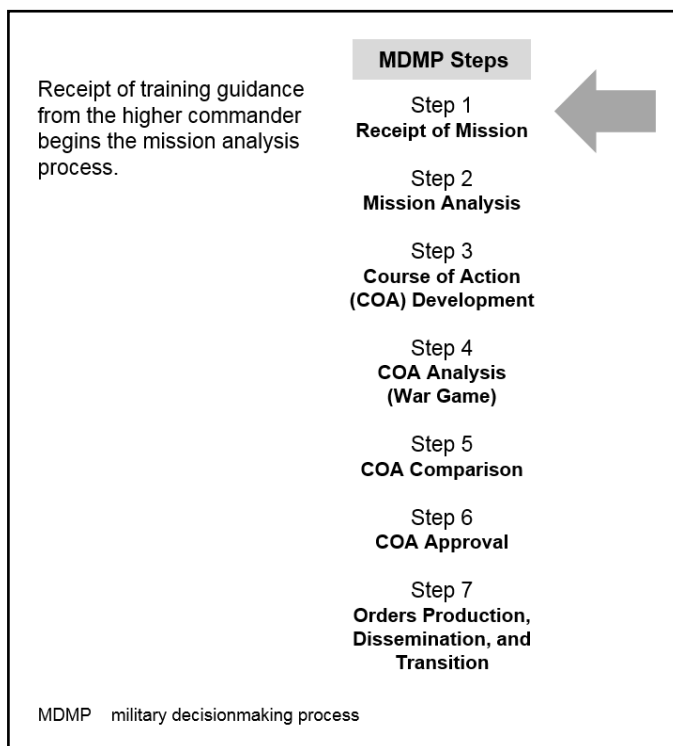 Receipt of training guidance
from the higher commander
begins the mission analysis
process.
MDMP Steps
Step 1
Receipt of Mission
Step 2
Mission Analysis
Step 3
Course of Action
(COA) Development
Step 4
COA Analysis
(War Game)
Step 5
COA Comparison
Step 6
COA Approval
Step 7
Orders Production,
Dissemination, and
Transition
MDMP military decisionmaking process